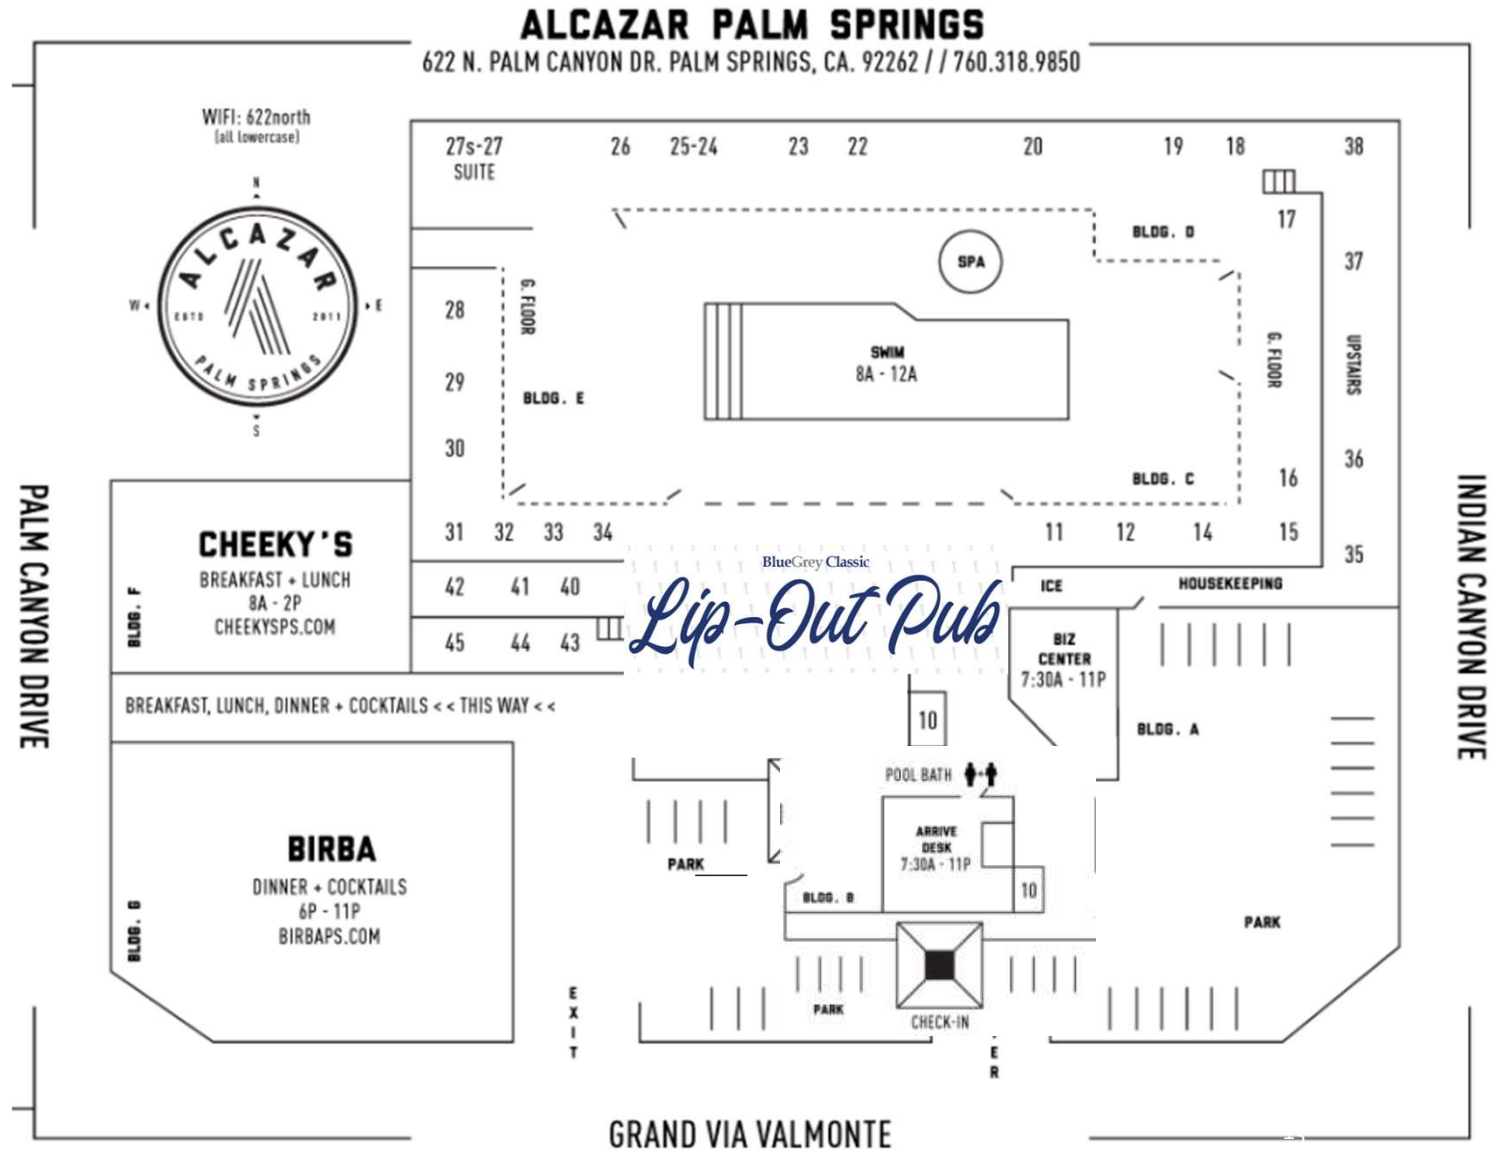 ALCAZAR PALM SPRINGS
622 N. PALM CANYON DR. PALM SPRINGS, CA. 92262 // 760.318.9850
WIFI: 622north
(all lowercase)
N
W
E
S
ALCAZAR
ESTD
2011
PALM SPRINGS
27s-27
SUITE
26
25-24
23
22
20
19
18
38
17
37
BLDG. D
SPA
G. FLOOR
28
SWIM
8A - 12A
G. FLOOR
UPSTAIRS
29
BLDG. E
30
36
BLDG. C
16
31
32
33
34
11
12
14
15
35
PALM CANYON DRIVE
INDIAN CANYON DRIVE
CHEEKY'S
BREAKFAST + LUNCH
8A - 2P
CHEEKYSPS.COM
BLDG. F
42
41
40
45
44
43
BlueGrey Classic
Lip-Out Pub
ICE
HOUSEKEEPING
BIZ
CENTER
7:30A - 11P
BREAKFAST, LUNCH, DINNER + COCKTAILS << THIS WAY <<
10
BLDG. A
POOL BATH
ARRIVE
DESK
7:30A - 11P
10
PARK
BLDG. B
BIRBA
DINNER + COCKTAILS
6P - 11P
BIRBAPS.COM
BLDG. G
PARK
PARK
CHECK-IN
EXIT
ER
GRAND VIA VALMONTE